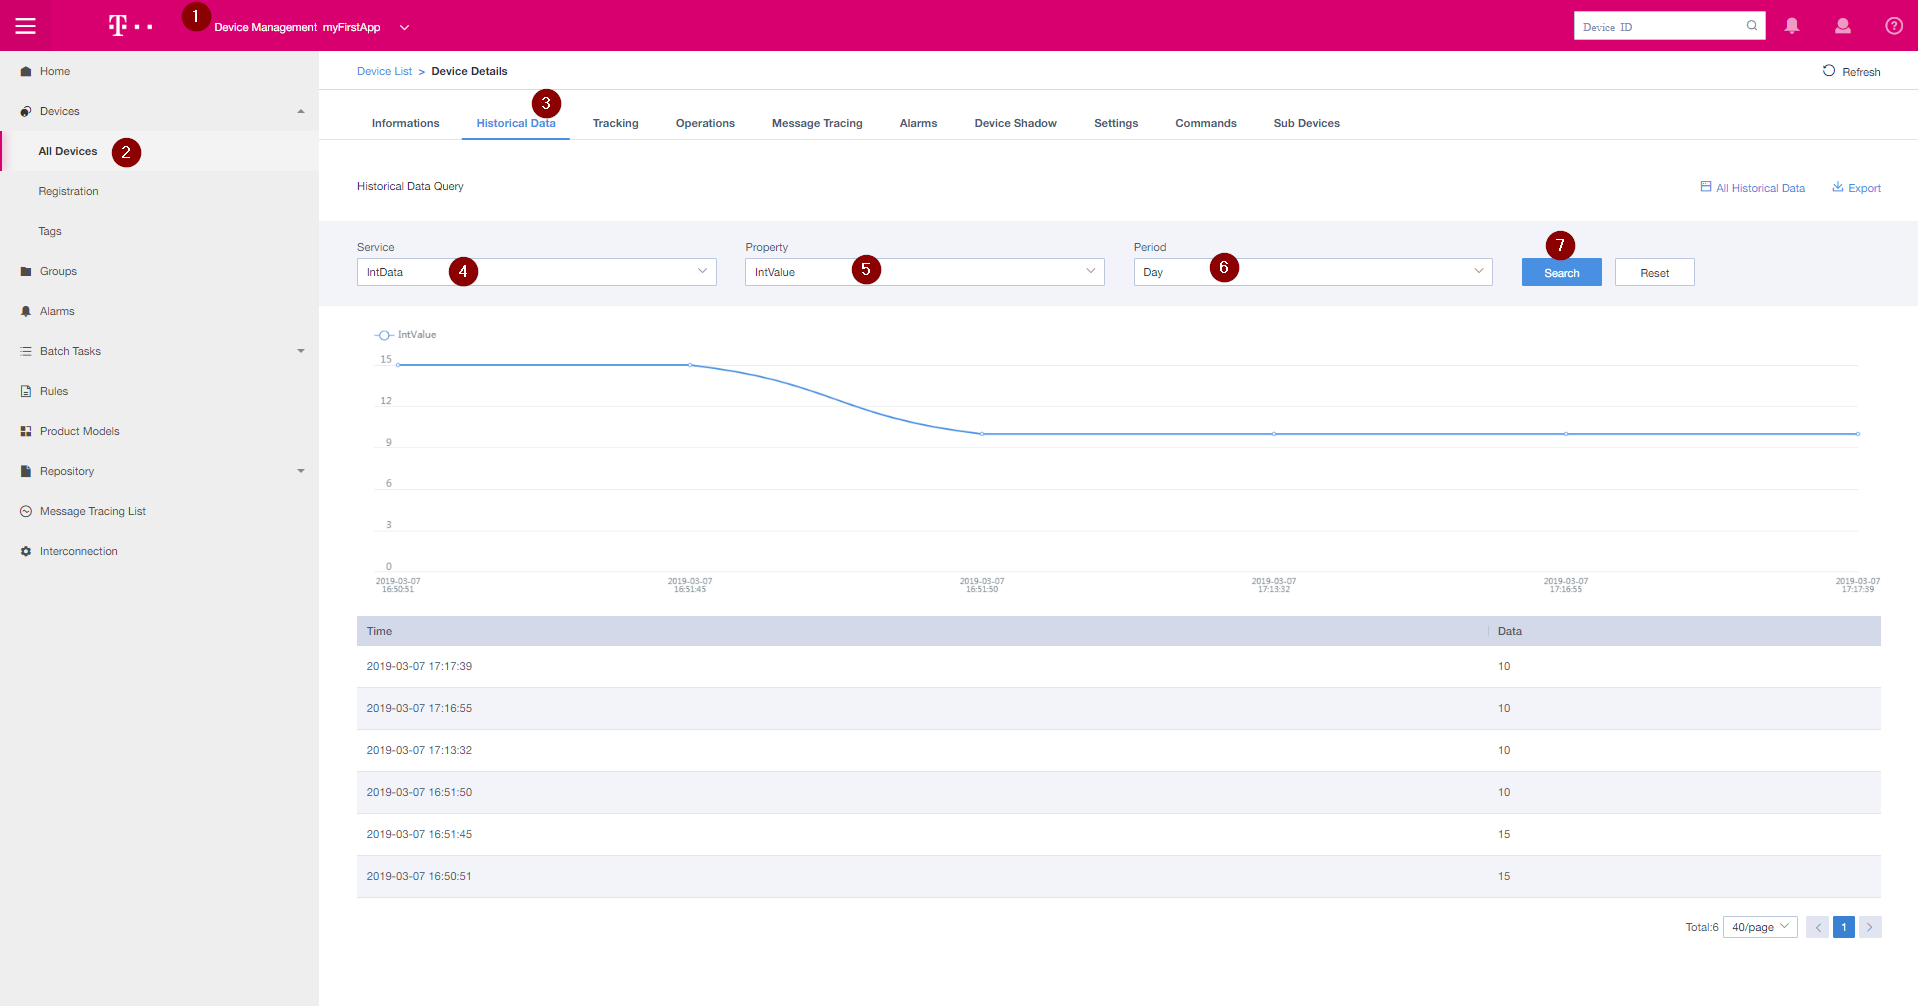 T
1
Device Management myFirstApp
Device ID
Home
Devices
All Devices
2
Registration
Tags
Groups
Alarms
Batch Tasks
Rules
Product Models
Repository
Message Tracing List
Interconnection
Device List > Device Details
Refresh
3
Informations Historical Data Tracking Operations Message Tracing Alarms Device Shadow Settings Commands Sub Devices
Historical Data Query
All Historical Data Export
Service Property Period
IntData 4 IntValue 5 Day 6
7
Search Reset
IntValue
15
12
9
6
3
0
2019-03-07
16:50:51
2019-03-07
16:51:45
2019-03-07
16:51:50
2019-03-07
17:13:32
2019-03-07
17:16:55
2019-03-07
17:17:39
Time Data
2019-03-07 17:17:39 10
2019-03-07 17:16:55 10
2019-03-07 17:13:32 10
2019-03-07 16:51:50 10
2019-03-07 16:51:45 15
2019-03-07 16:50:51 15
Total:6 40/page < 1 >